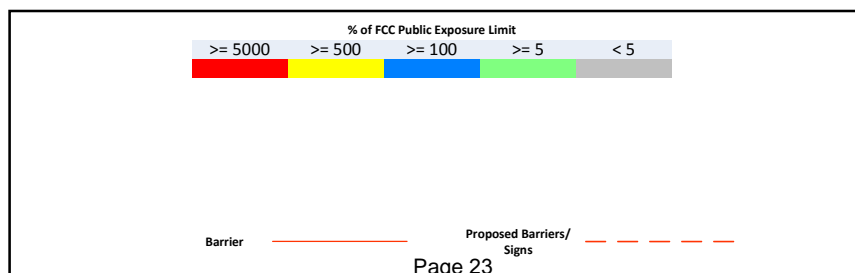 % of FCC Public Exposure Limit
>= 5000 >= 500 >= 100 >= 5 < 5
Barrier
Proposed Barriers/
Signs
Page 23